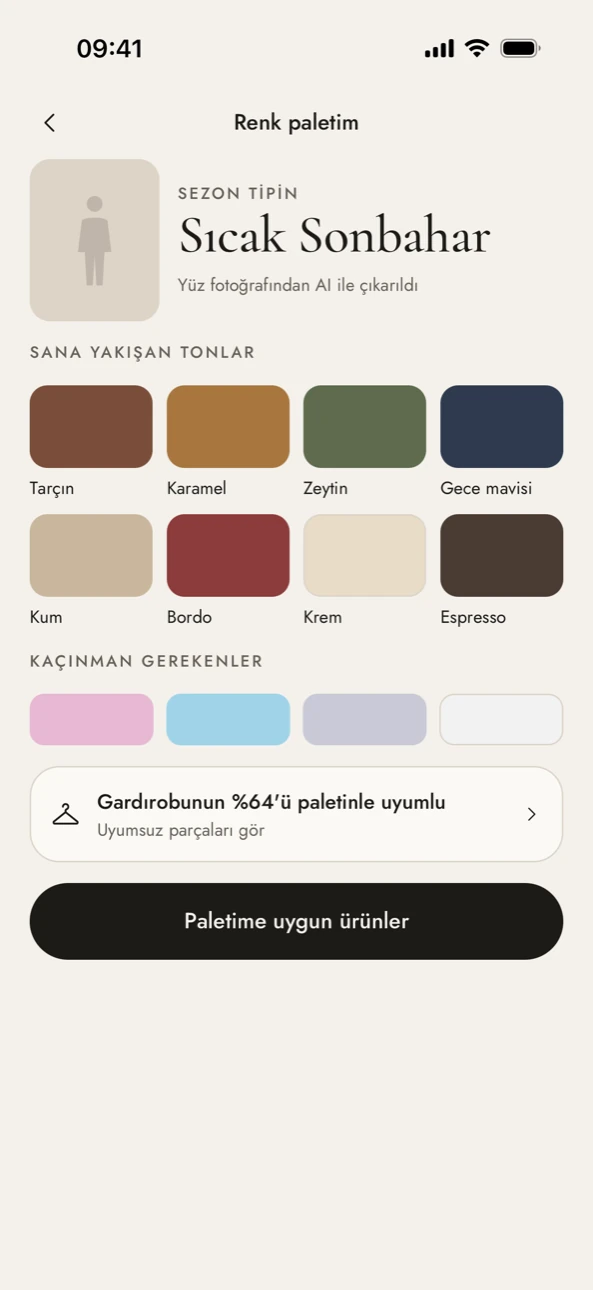 09:41
Renk paletim
SEZON TİPİN
Sıcak Sonbahar
Yüz fotoğrafından AI ile çıkarıldı
SANA YAKIŞAN TONLAR
Tarçın
Karamel
Zeytin
Gece mavisi
Kum
Bordo
Krem
Espresso
KAÇINMAN GEREKENLER
Gardırobunun %64'ü paletinle uyumlu
Uyumsuz parçaları gör
Paletime uygun ürünler